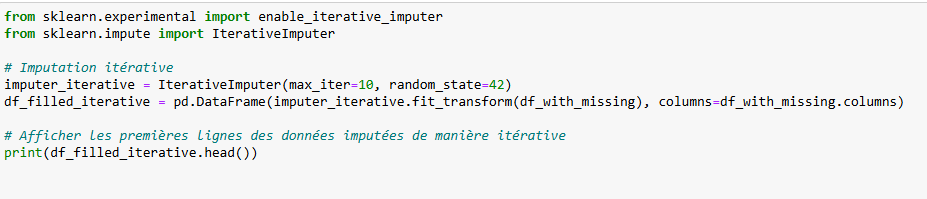 from sklearn.experimental import enable_iterative_imputer
from sklearn.impute import IterativeImputer
# Imputation itérative
imputer_iterative = IterativeImputer(max_iter=10, random_state=42)
df_filled_iterative = pd.DataFrame(imputer_iterative.fit_transform(df_with_missing), columns=df_with_missing.columns)
# Afficher les premières lignes des données imputées de manière itérative
print(df_filled_iterative.head())